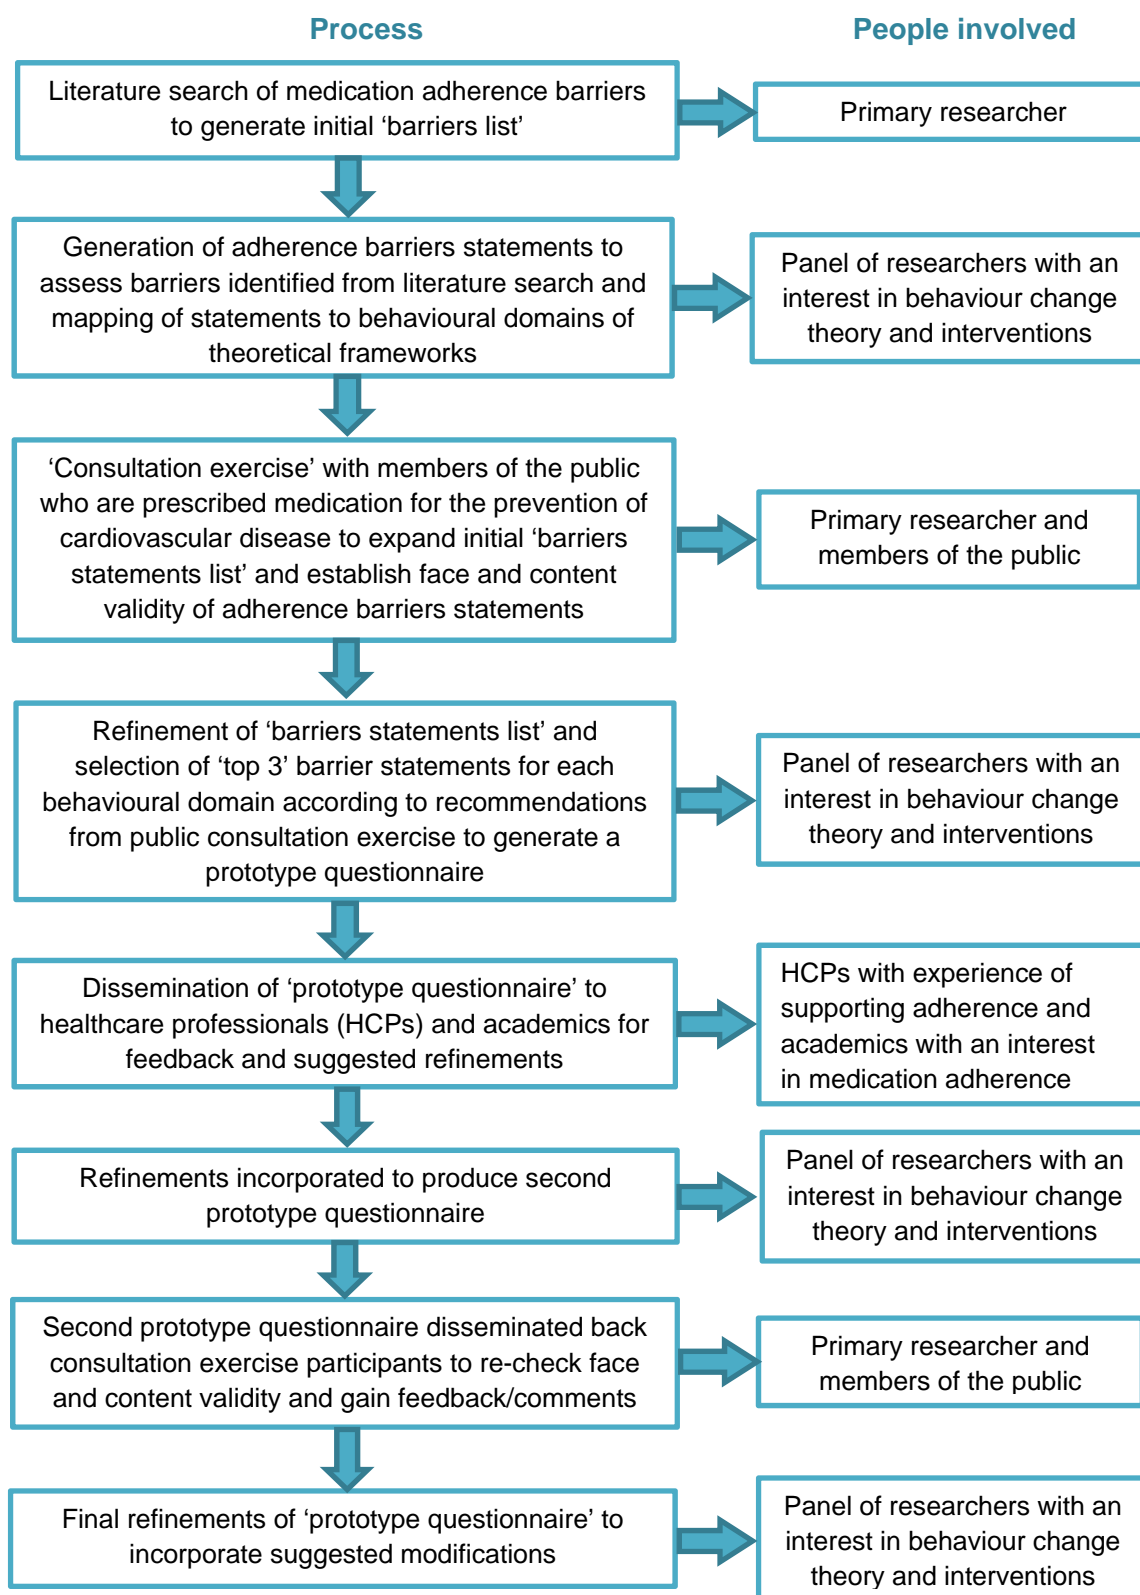 Process
People involved
Literature search of medication adherence barriers
to generate initial ‘barriers list’
Primary researcher
Generation of adherence barriers statements to
assess barriers identified from literature search and
mapping of statements to behavioural domains of
theoretical frameworks
Panel of researchers with an
interest in behaviour change
theory and interventions
‘Consultation exercise’ with members of the public
who are prescribed medication for the prevention of
cardiovascular disease to expand initial ‘barriers
statements list’ and establish face and content
validity of adherence barriers statements
Primary researcher and
members of the public
Refinement of ‘barriers statements list’ and
selection of ‘top 3’ barrier statements for each
behavioural domain according to recommendations
from public consultation exercise to generate a
prototype questionnaire
Panel of researchers with an
interest in behaviour change
theory and interventions
Dissemination of ‘prototype questionnaire’ to
healthcare professionals (HCPs) and academics for
feedback and suggested refinements
HCPs with experience of
supporting adherence and
academics with an interest
in medication adherence
Refinements incorporated to produce second
prototype questionnaire
Panel of researchers with an
interest in behaviour change
theory and interventions
Second prototype questionnaire disseminated back
consultation exercise participants to re-check face
and content validity and gain feedback/comments
Primary researcher and
members of the public
Final refinements of ‘prototype questionnaire’ to
incorporate suggested modifications
Panel of researchers with an
interest in behaviour change
theory and interventions